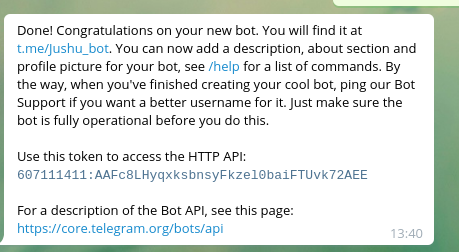 Done! Congratulations on your new bot. You will find it at
t.me/Jushu_bot. You can now add a description, about section and
profile picture for your bot, see /help for a list of commands. By
the way, when you've finished creating your cool bot, ping our Bot
Support if you want a better username for it. Just make sure the
bot is fully operational before you do this.
Use this token to access the HTTP API:
607111411:AAFc8LHyqxksbnsyFkzel0baiFTUvk72AEE
For a description of the Bot API, see this page:
https://core.telegram.org/bots/api
13:40